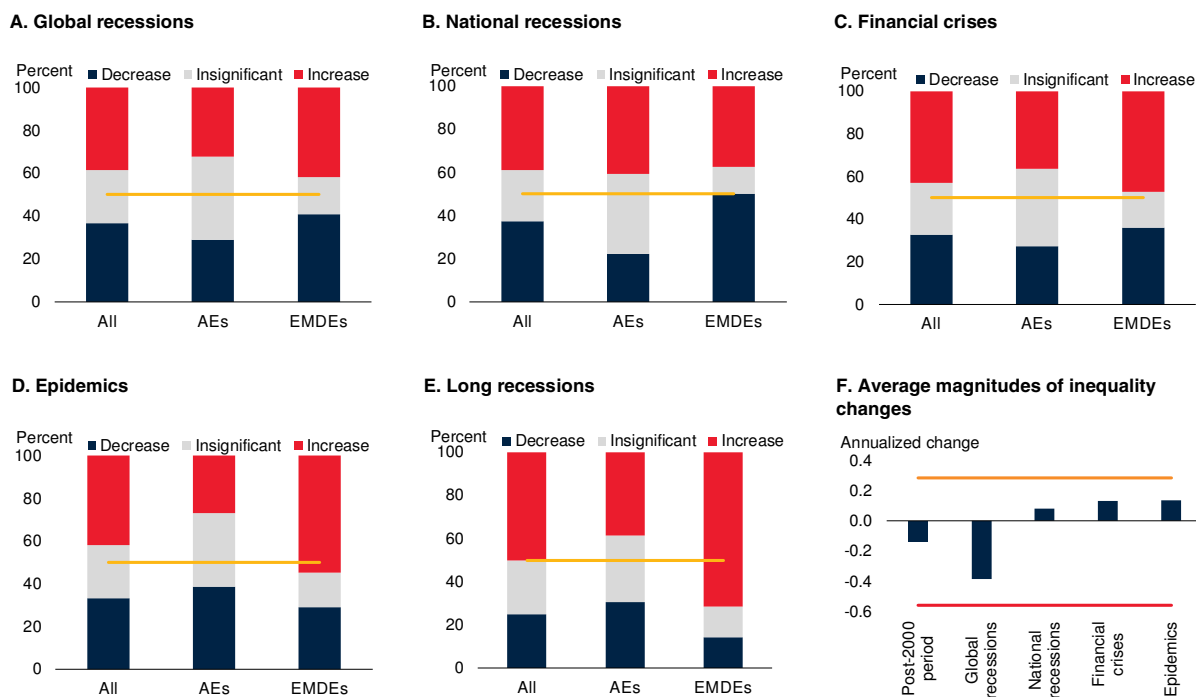 A. Global recessions
Percent
Decrease Insignificant Increase
100
80
60
40
20
0
All AEs EMDEs
B. National recessions
Percent
Decrease Insignificant Increase
100
80
60
40
20
0
All AEs EMDEs
C. Financial crises
Percent
Decrease Insignificant Increase
100
80
60
40
20
0
All AEs EMDEs
D. Epidemics
Percent
Decrease Insignificant Increase
100
80
60
40
20
0
All AEs EMDEs
E. Long recessions
Percent
Decrease Insignificant Increase
100
80
60
40
20
0
All AEs EMDEs
F. Average magnitudes of inequality
changes
Annualized change
0.4
0.2
0.0
-0.2
-0.4
-0.6
Post-2000
period
Global
recessions
National
recessions
Financial
crises
Epidemics